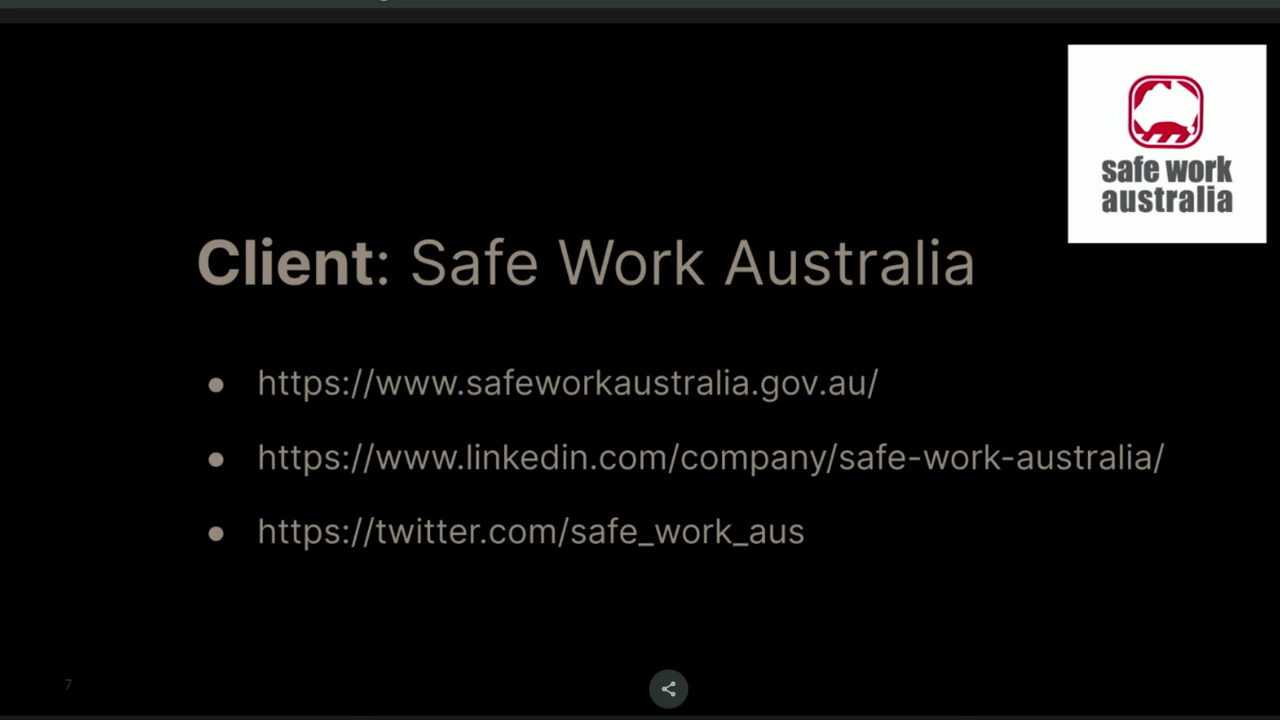 safe work
australia
Client: Safe Work Australia
● https://www.safeworkaustralia.gov.au/
● https://www.linkedin.com/company/safe-work-australia/
● https://twitter.com/safe_work_aus
7